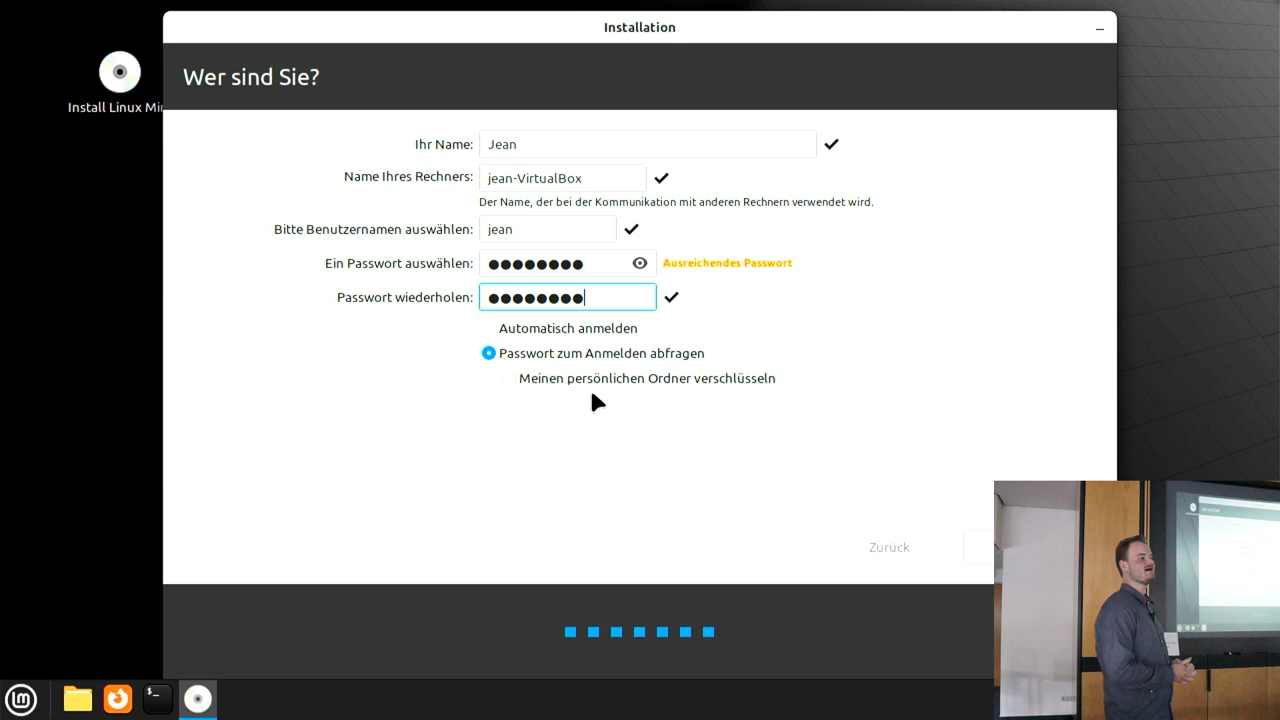 Installation
Wer sind Sie?
Install Linux Min
Ihr Name: Jean
Name Ihres Rechners: jean-VirtualBox
Der Name, der bei der Kommunikation mit anderen Rechnern verwendet wird.
Bitte Benutzernamen auswählen: jean
Ein Passwort auswählen: ●●●●●●●● Ausreichendes Passwort
Passwort wiederholen: ●●●●●●●●
Automatisch anmelden
Passwort zum Anmelden abfragen
Meinen persönlichen Ordner verschlüsseln
Zurück
$_